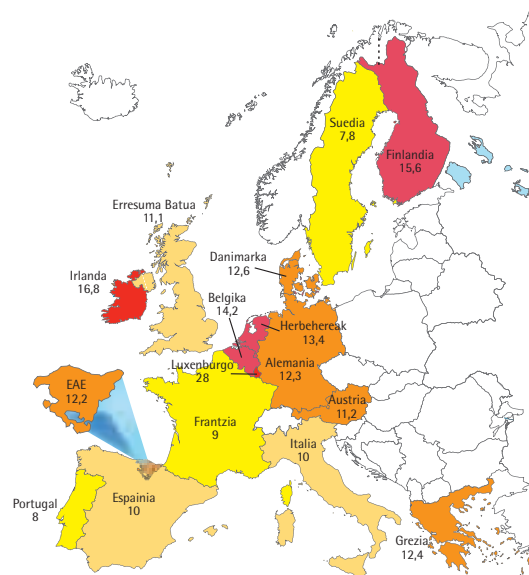 Suedia
7,8
Finlandia
15,6
Erresuma Batua
11,1
Danimarka
12,6
Irlanda
16,8
Belgika
14,2
Herbehereak
13,4
Luxenburgo
28
Alemania
12,3
EAE
12,2
Austria
11,2
Frantzia
9
Italia
10
Portugal
8
Espainia
10
Grezia
12,4